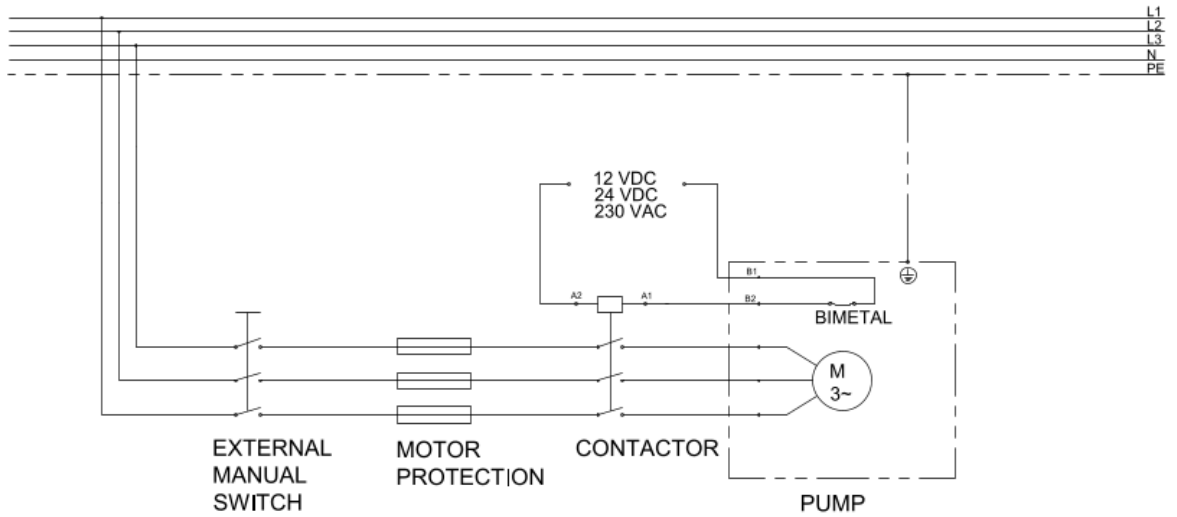 L1
L2
L3
N
PE
12 VDC
24 VDC
230 VAC
B1
A2
A1
B2
BIMETAL
M
3~
EXTERNAL
MANUAL
SWITCH
MOTOR
PROTECTION
CONTACTOR
PUMP